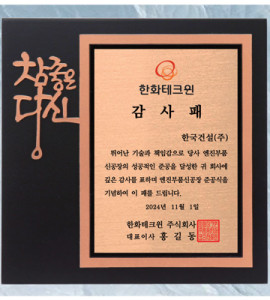 참좋은
당신
한화테크윈
감 사 패
한국건설(주)
뛰어난 기술과 책임감으로 당사 엔진부품
신공장의 성공적인 준공을 달성한 귀 회사에
깊은 감사를 표하며 엔진부품신공장 준공식을
기념하여 이 패를 드립니다.
2024년 11월 1일
한화테크윈 주식회사
대표이사 홍 길 동